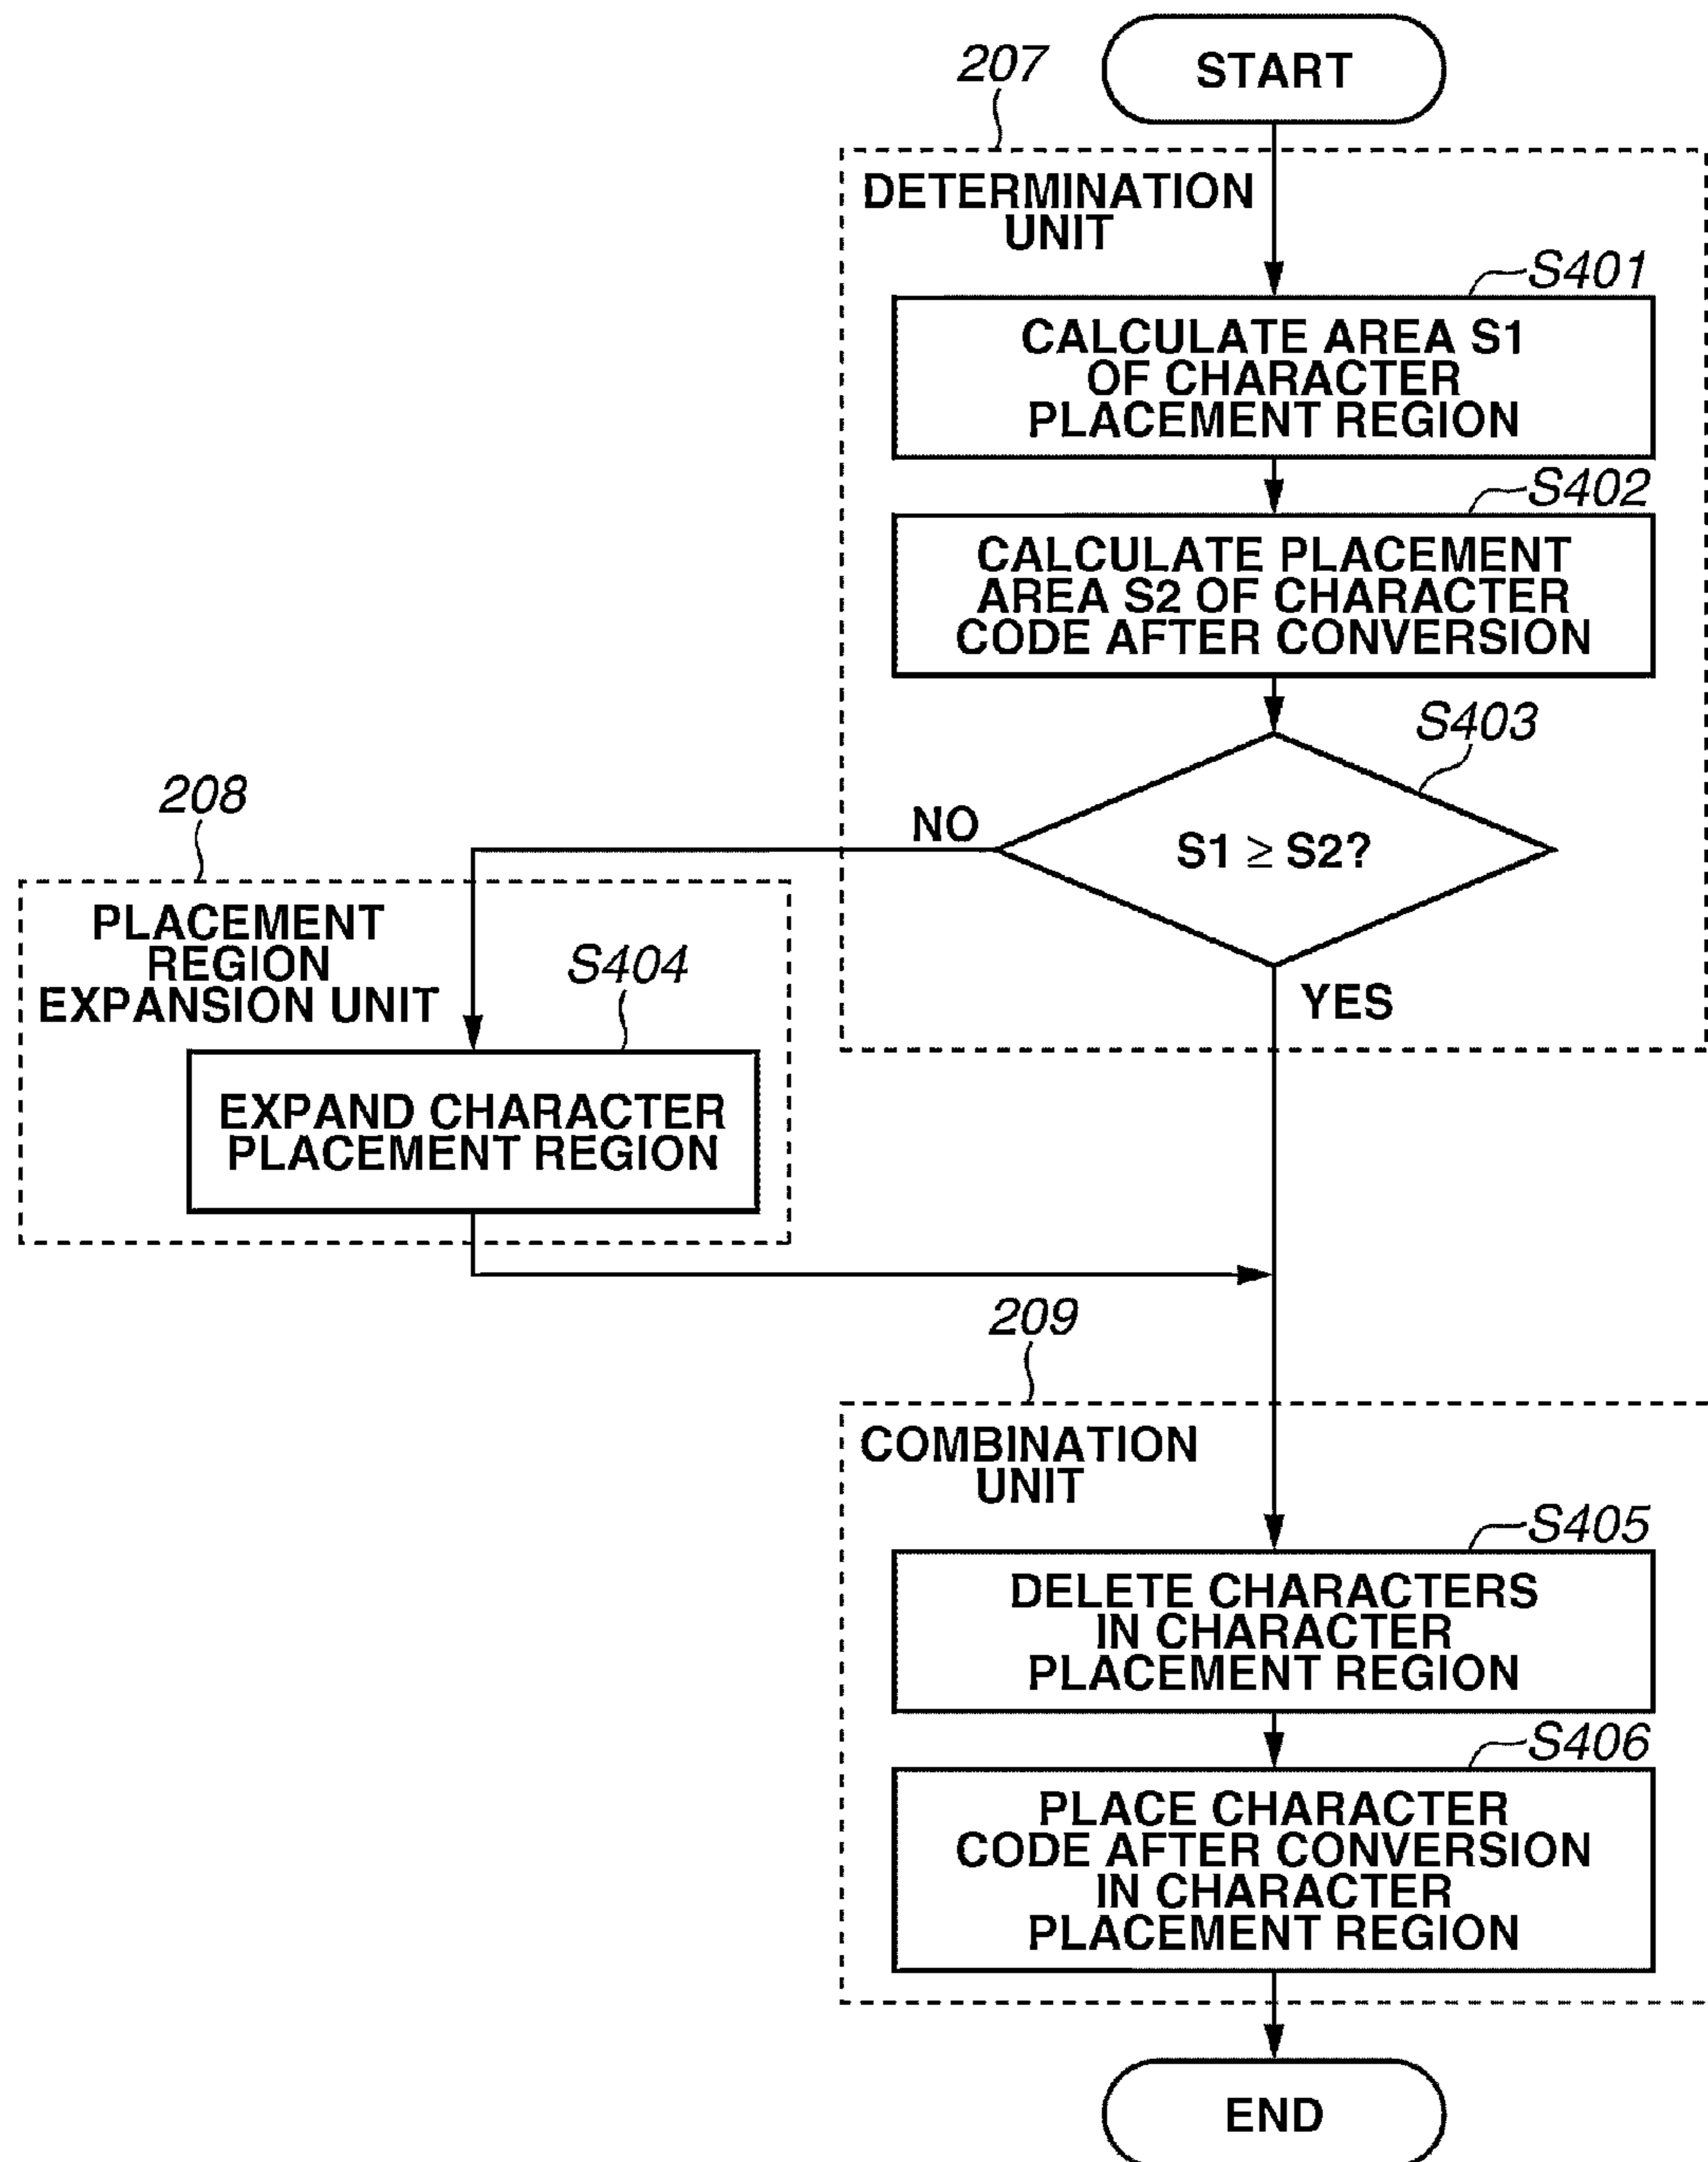 START
207
DETERMINATION
UNIT
S401
CALCULATE AREA S1
OF CHARACTER
PLACEMENT REGION
S402
CALCULATE PLACEMENT
AREA S2 OF CHARACTER
CODE AFTER CONVERSION
S403
S1 ≥ S2?
NO
YES
208
PLACEMENT
REGION
EXPANSION UNIT
S404
EXPAND CHARACTER
PLACEMENT REGION
209
COMBINATION
UNIT
S405
DELETE CHARACTERS
IN CHARACTER
PLACEMENT REGION
S406
PLACE CHARACTER
CODE AFTER CONVERSION
IN CHARACTER
PLACEMENT REGION
END